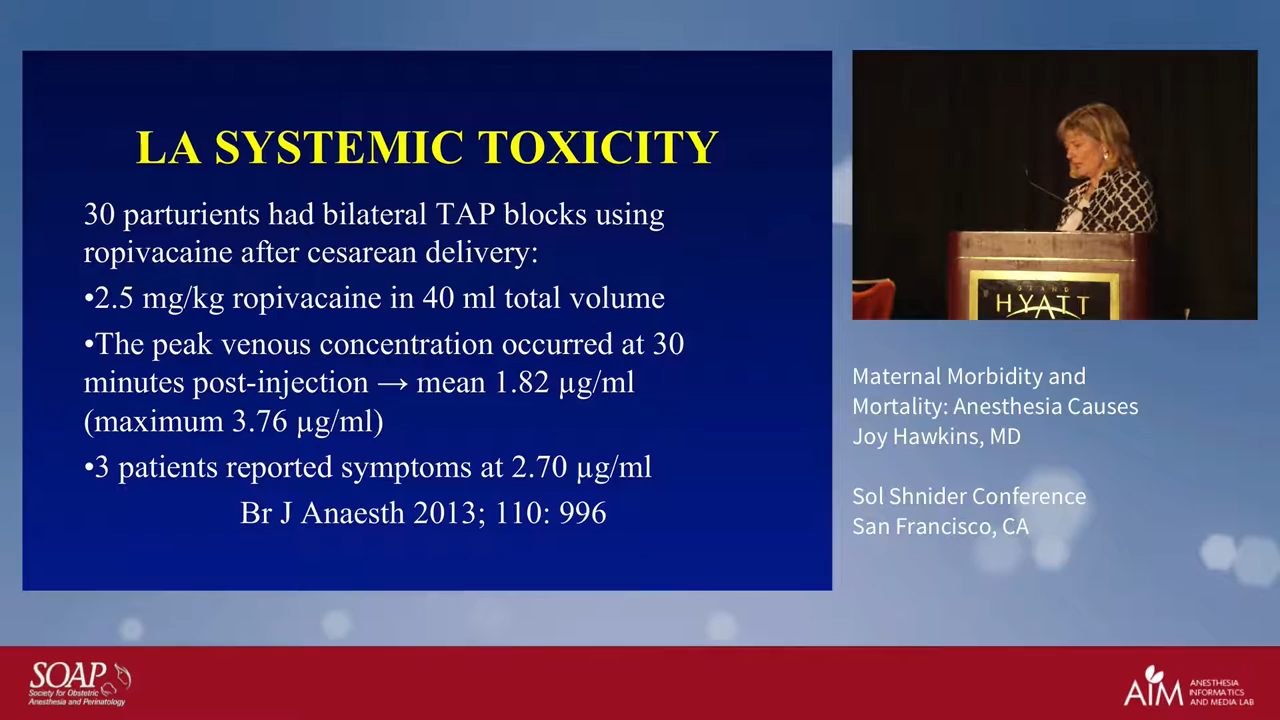 LA SYSTEMIC TOXICITY
30 parturients had bilateral TAP blocks using
ropivacaine after cesarean delivery:
•2.5 mg/kg ropivacaine in 40 ml total volume
•The peak venous concentration occurred at 30
minutes post-injection → mean 1.82 µg/ml
(maximum 3.76 µg/ml)
•3 patients reported symptoms at 2.70 µg/ml
Br J Anaesth 2013; 110: 996
GRAND
HYATT
Maternal Morbidity and
Mortality: Anesthesia Causes
Joy Hawkins, MD
Sol Shnider Conference
San Francisco, CA
SOAP
Society for Obstetric
Anesthesia and Perinatology
AIM
ANESTHESIA
INFORMATICS
AND MEDIA LAB